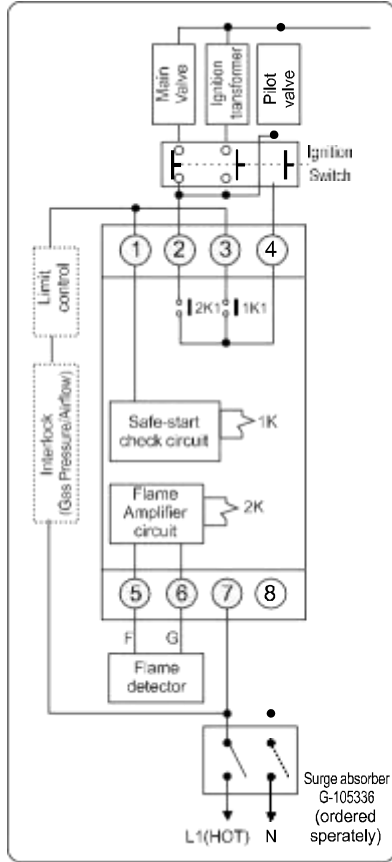 Main
Valve
Ignition
transformer
Pilot
valve
Ignition
Switch
1
2
3
4
Limit
control
2K1
1K1
Interlock
(Gas Pressure/Airflow)
Safe-start
check circuit
1K
Flame
Amplifier
circuit
2K
5
6
7
8
F
G
Flame
detector
Surge absorber
G-105336
(ordered
sperately)
L1(HOT)
N